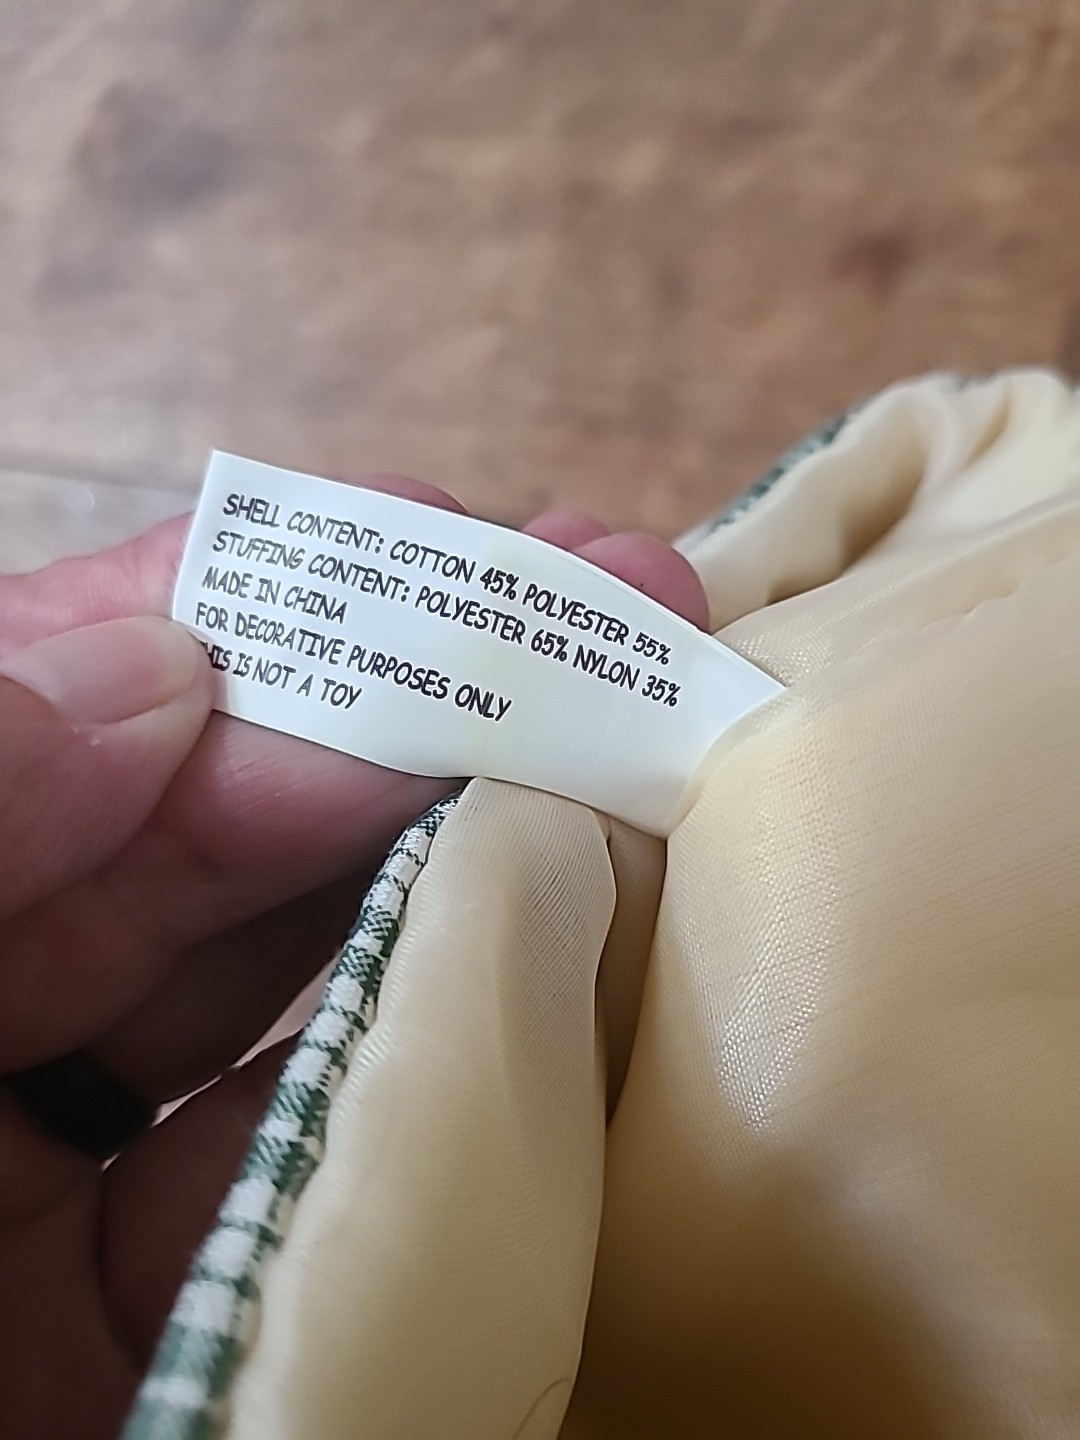 SHELL CONTENT: COTTON 45% POLYESTER 55%
STUFFING CONTENT: POLYESTER 65% NYLON 35%
MADE IN CHINA
FOR DECORATIVE PURPOSES ONLY
THIS IS NOT A TOY